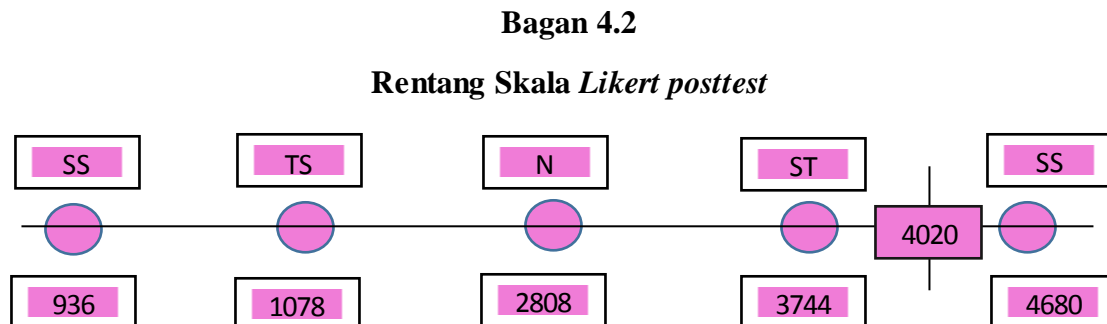 Bagan 4.2
Rentang Skala Likert posttest
SS TS N ST SS
4020
936 1078 2808 3744 4680